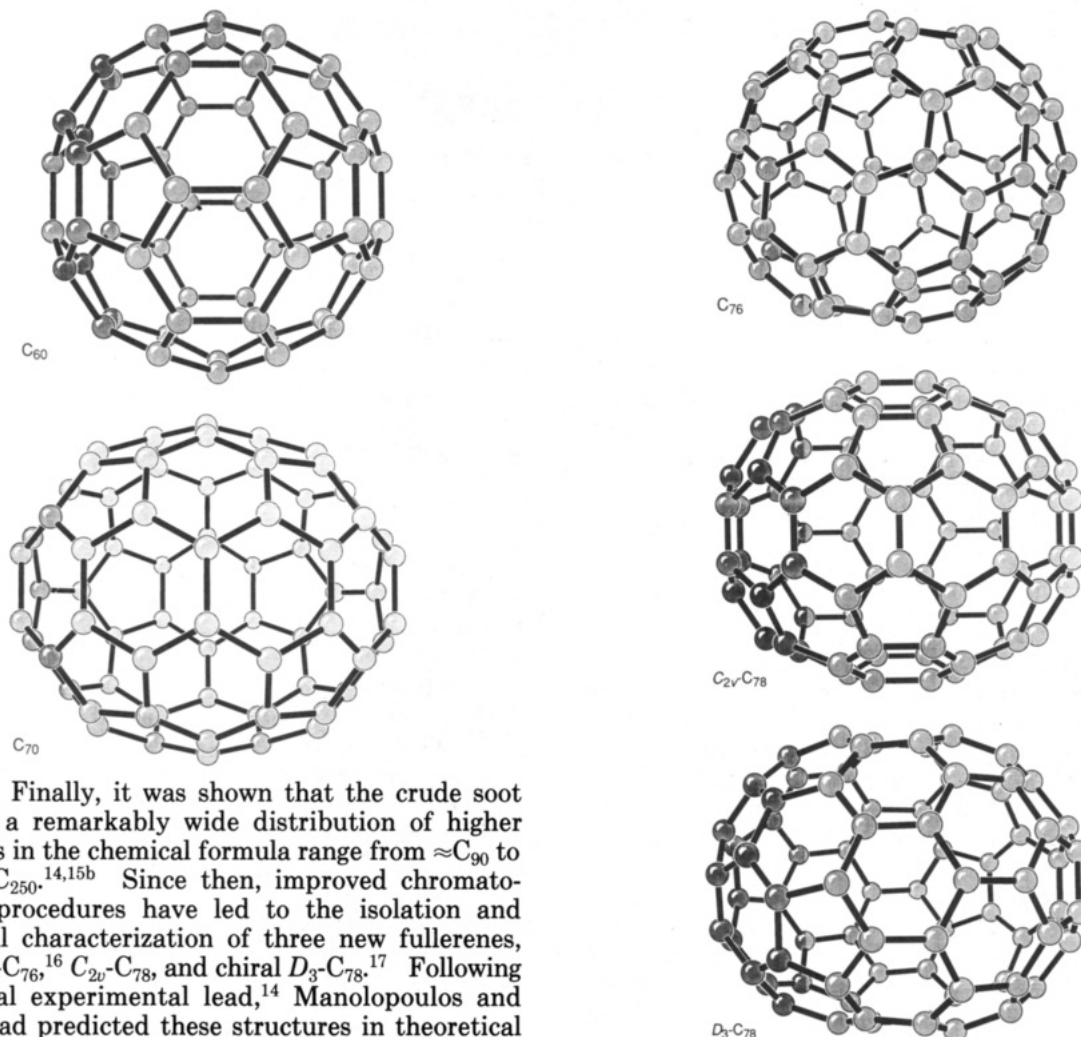 C60
C70
Finally, it was shown that the crude soot
a remarkably wide distribution of higher
s in the chemical formula range from ≈C90 to
C250.14,15b Since then, improved chromato-
procedures have led to the isolation and
l characterization of three new fullerenes,
-C76,16 C2v-C78, and chiral D3-C78.17 Following
al experimental lead,14 Manolopoulos and
ad predicted these structures in theoretical
C76
C2v-C78
D3-C78